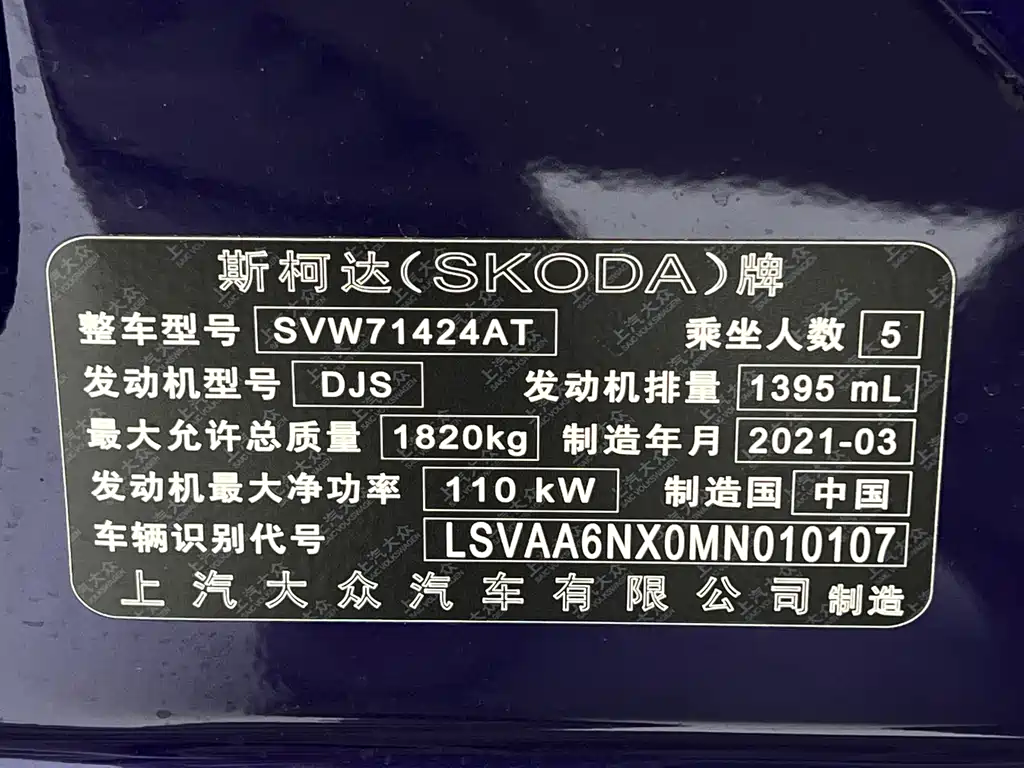 斯柯达(SKODA)牌
整车型号 SVW71424AT 乘坐人数 5
发动机型号 DJS 发动机排量 1395 mL
最大允许总质量 1820kg 制造年月 2021-03
发动机最大净功率 110 kW 制造国 中国
车辆识别代号 LSVAA6NX0MN010107
上汽大众汽车有限公司 制造